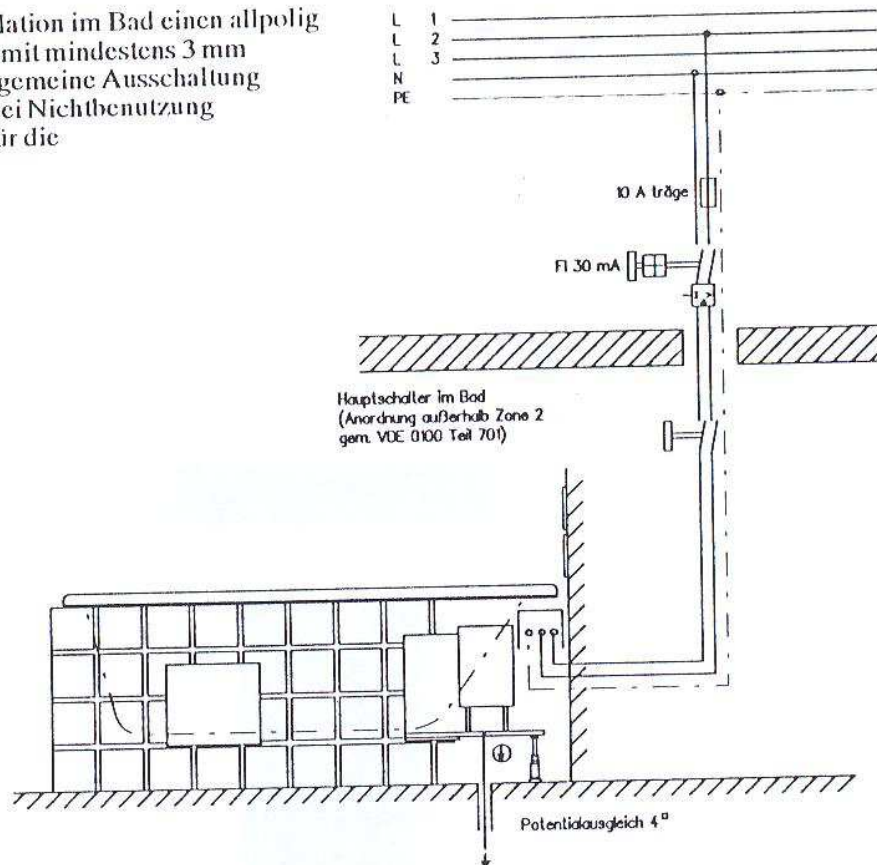 lation im Bad einen allpolig
mit mindestens 3 mm
gemeine Ausschaltung
ei Nichtbenutzung
ür die
L 1
L 2
L 3
N
PE
10 A träge
FI 30 mA
Hauptschalter im Bad
(Anordnung außerhalb Zone 2
gem. VDE 0100 Teil 701)
Potentialausgleich 4□